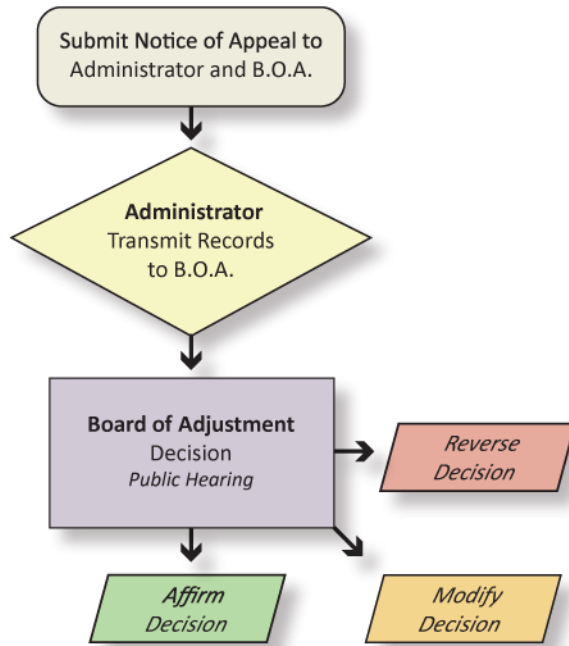 Submit Notice of Appeal to
Administrator and B.O.A.
Administrator
Transmit Records
to B.O.A.
Board of Adjustment
Decision
Public Hearing
Reverse
Decision
Affirm
Decision
Modify
Decision